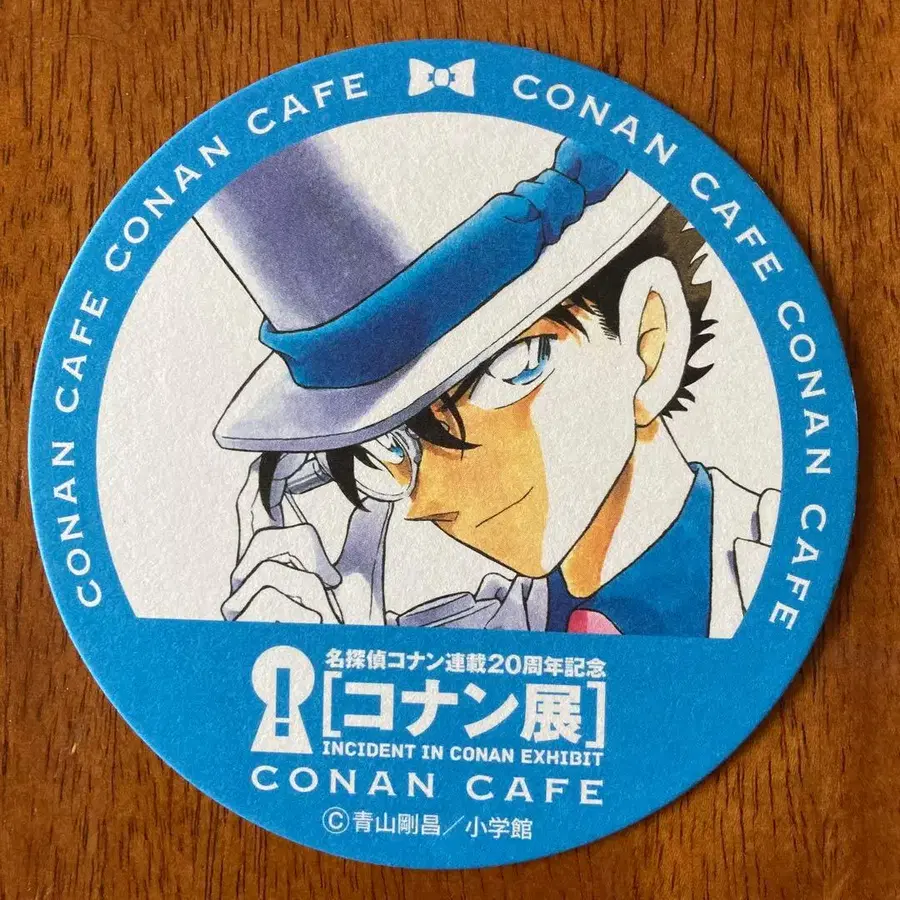 CONAN CAFE CONAN CAFE CONAN CAFE CONAN CAFE
名探偵コナン連載20周年記念
[コナン展]
INCIDENT IN CONAN EXHIBIT
CONAN CAFE
©青山剛昌/小学館